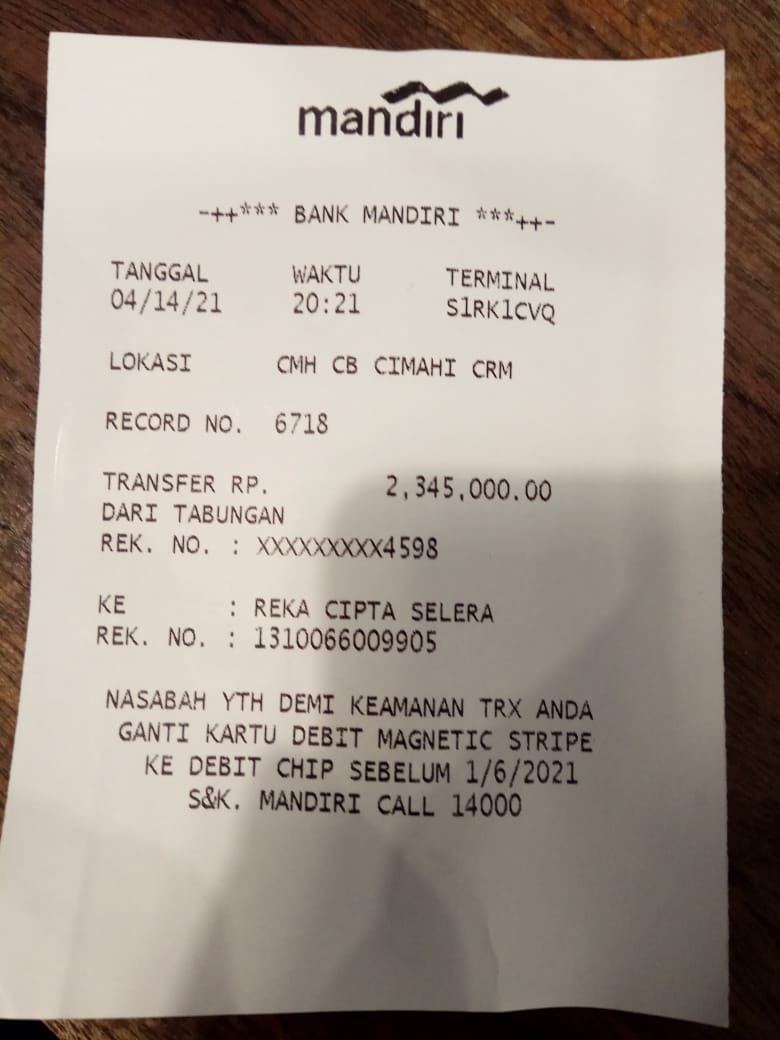 mandiri
-++*** BANK MANDIRI ***++-
TANGGAL WAKTU TERMINAL
04/14/21 20:21 S1RK1CVQ
LOKASI CMH CB CIMAHI CRM
RECORD NO. 6718
TRANSFER RP. 2,345,000.00
DARI TABUNGAN
REK. NO. : XXXXXXXXX4598
KE : REKA CIPTA SELERA
REK. NO. : 1310066009905
NASABAH YTH DEMI KEAMANAN TRX ANDA
GANTI KARTU DEBIT MAGNETIC STRIPE
KE DEBIT CHIP SEBELUM 1/6/2021
S&K. MANDIRI CALL 14000